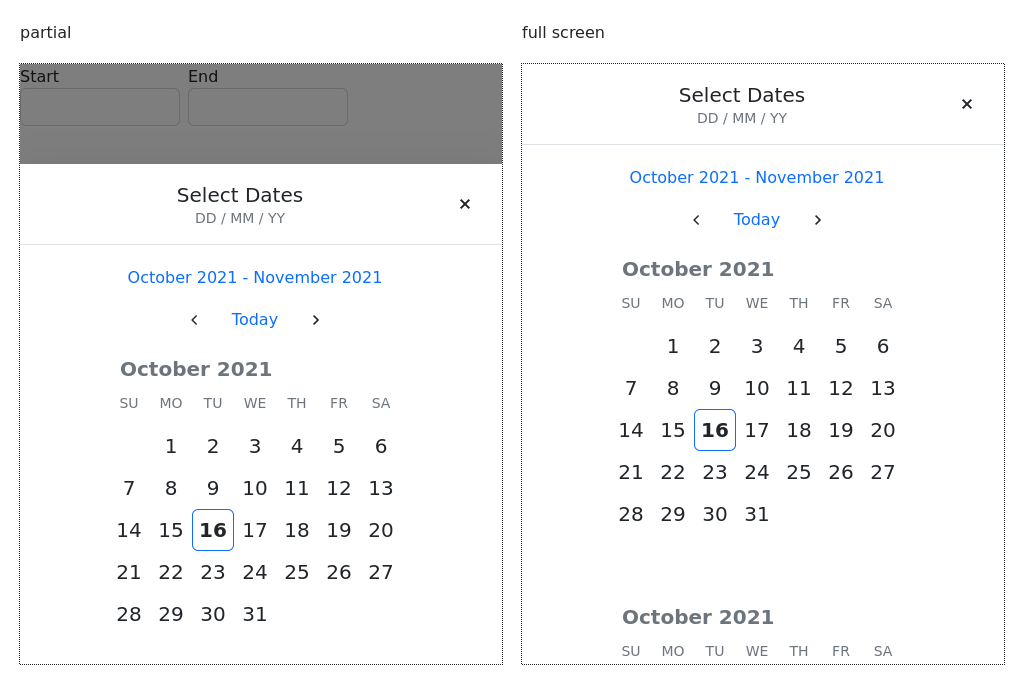 partial
Start End
Select Dates
DD / MM / YY
×
October 2021 - November 2021
‹ Today ›
October 2021
SU MO TU WE TH FR SA
1 2 3 4 5 6
7 8 9 10 11 12 13
14 15 16 17 18 19 20
21 22 23 24 25 26 27
28 29 30 31
full screen
Select Dates
DD / MM / YY
×
October 2021 - November 2021
‹ Today ›
October 2021
SU MO TU WE TH FR SA
1 2 3 4 5 6
7 8 9 10 11 12 13
14 15 16 17 18 19 20
21 22 23 24 25 26 27
28 29 30 31
October 2021
SU MO TU WE TH FR SA